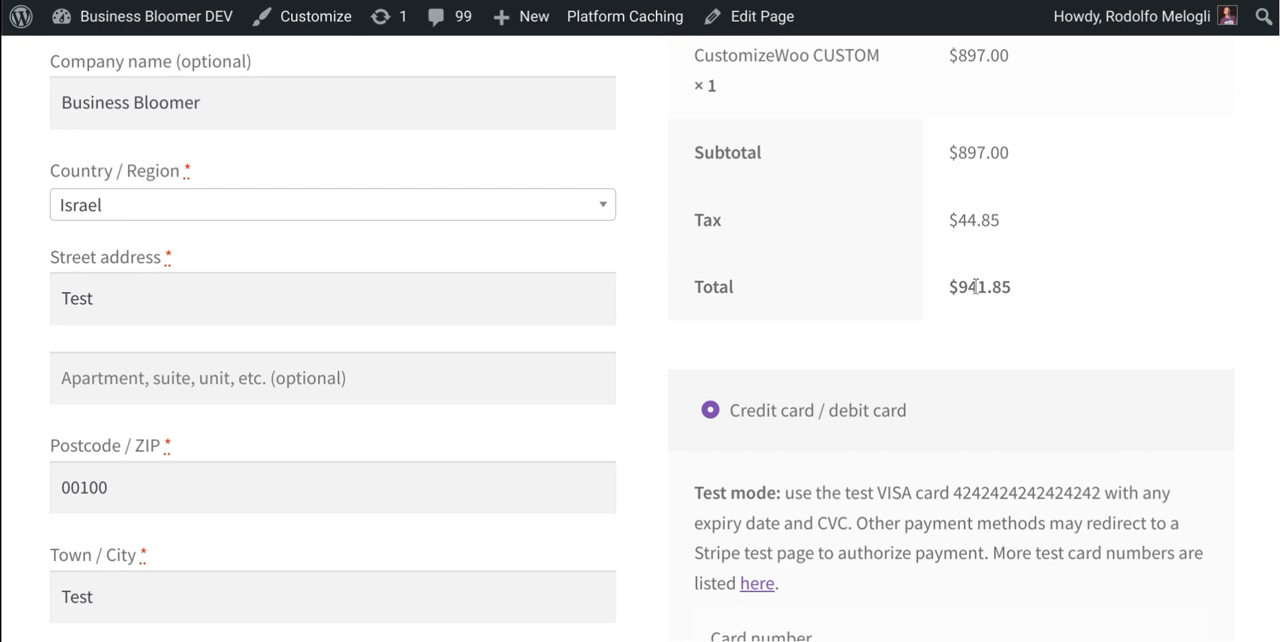 Business Bloomer DEV Customize 1 99 New Platform Caching Edit Page Howdy, Rodolfo Melogli
Company name (optional)
Business Bloomer
Country / Region *
Israel
Street address *
Test
Apartment, suite, unit, etc. (optional)
Postcode / ZIP *
00100
Town / City *
Test
CustomizeWoo CUSTOM $897.00
× 1
Subtotal $897.00
Tax $44.85
Total $941.85
Credit card / debit card
Test mode: use the test VISA card 4242424242424242 with any
expiry date and CVC. Other payment methods may redirect to a
Stripe test page to authorize payment. More test card numbers are
listed here.
Card number